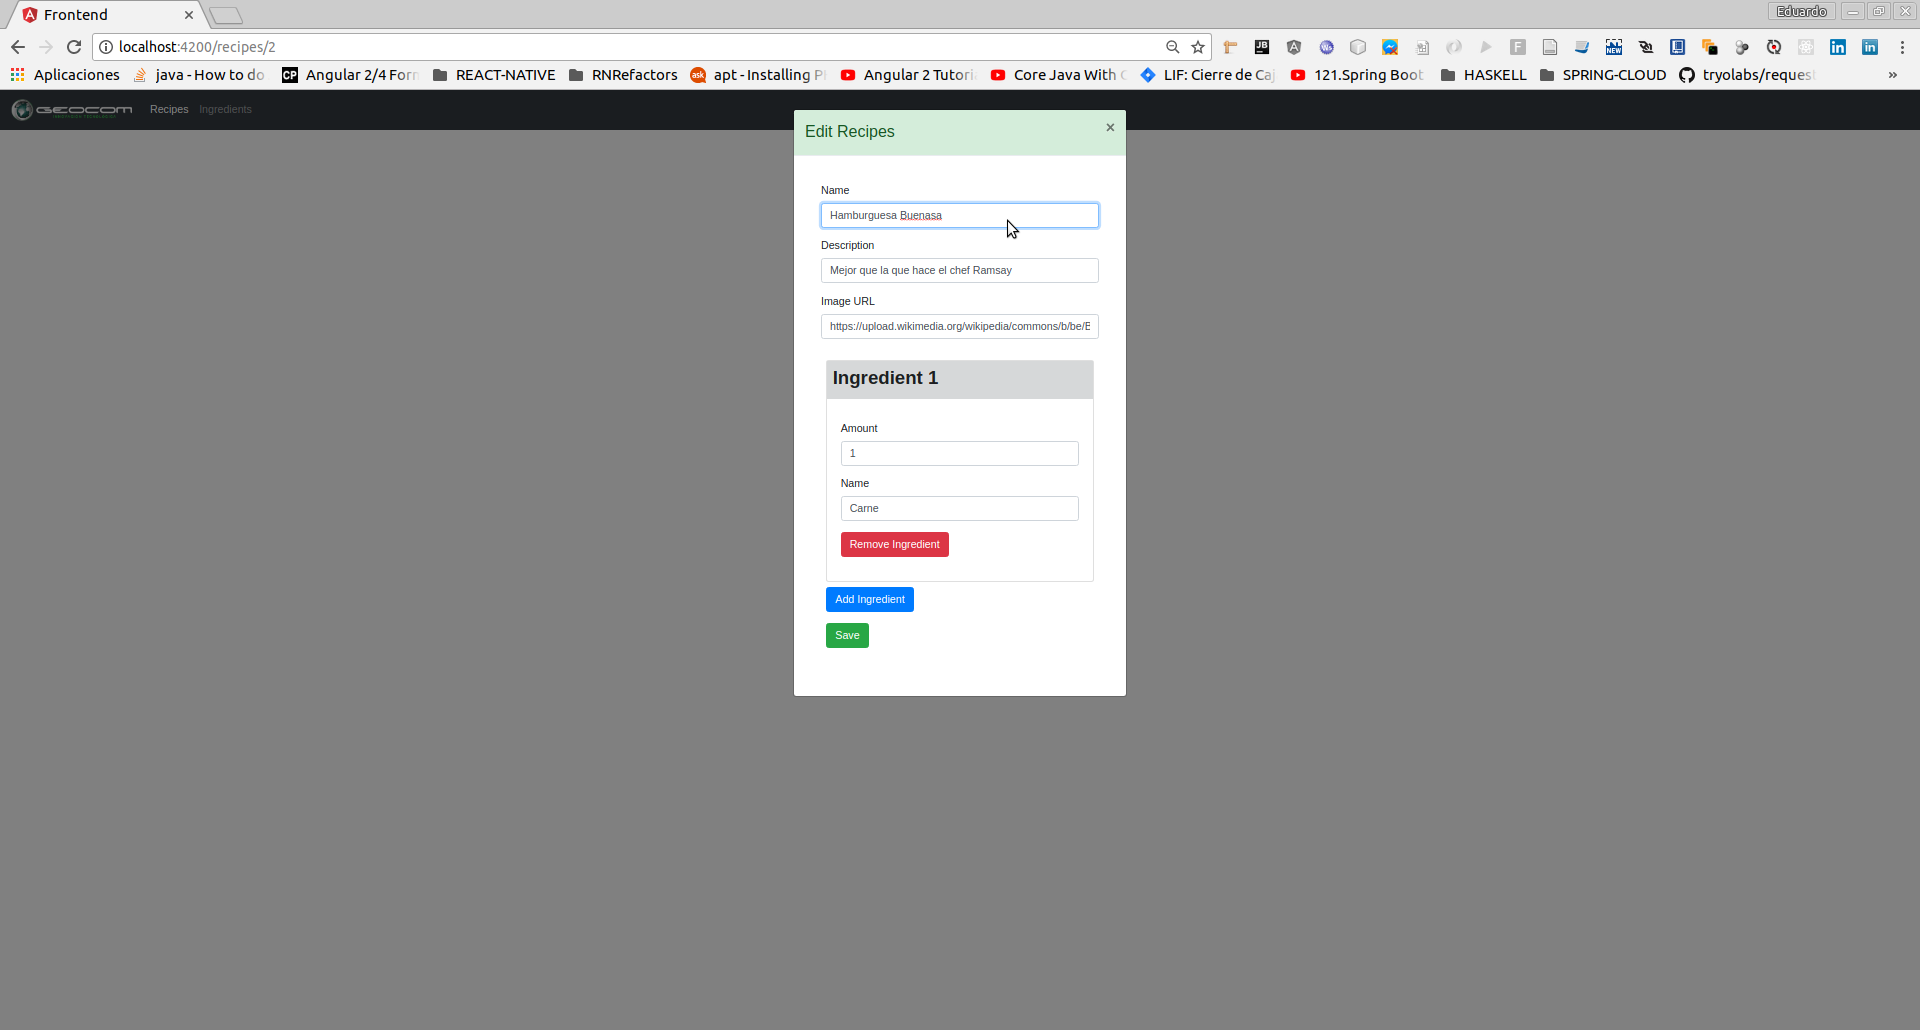 Frontend
Eduardo
localhost:4200/recipes/2
Aplicaciones java - How to do Angular 2/4 Forn REACT-NATIVE RNRefactors apt - Installing P Angular 2 Tutori Core Java With C LIF: Cierre de Caj 121.Spring Boot HASKELL SPRING-CLOUD tryolabs/request
GEOCOM Recipes Ingredients
Edit Recipes ×
Name
Hamburguesa Buenasa
Description
Mejor que la que hace el chef Ramsay
Image URL
https://upload.wikimedia.org/wikipedia/commons/b/be/E
Ingredient 1
Amount
1
Name
Carne
Remove Ingredient
Add Ingredient
Save